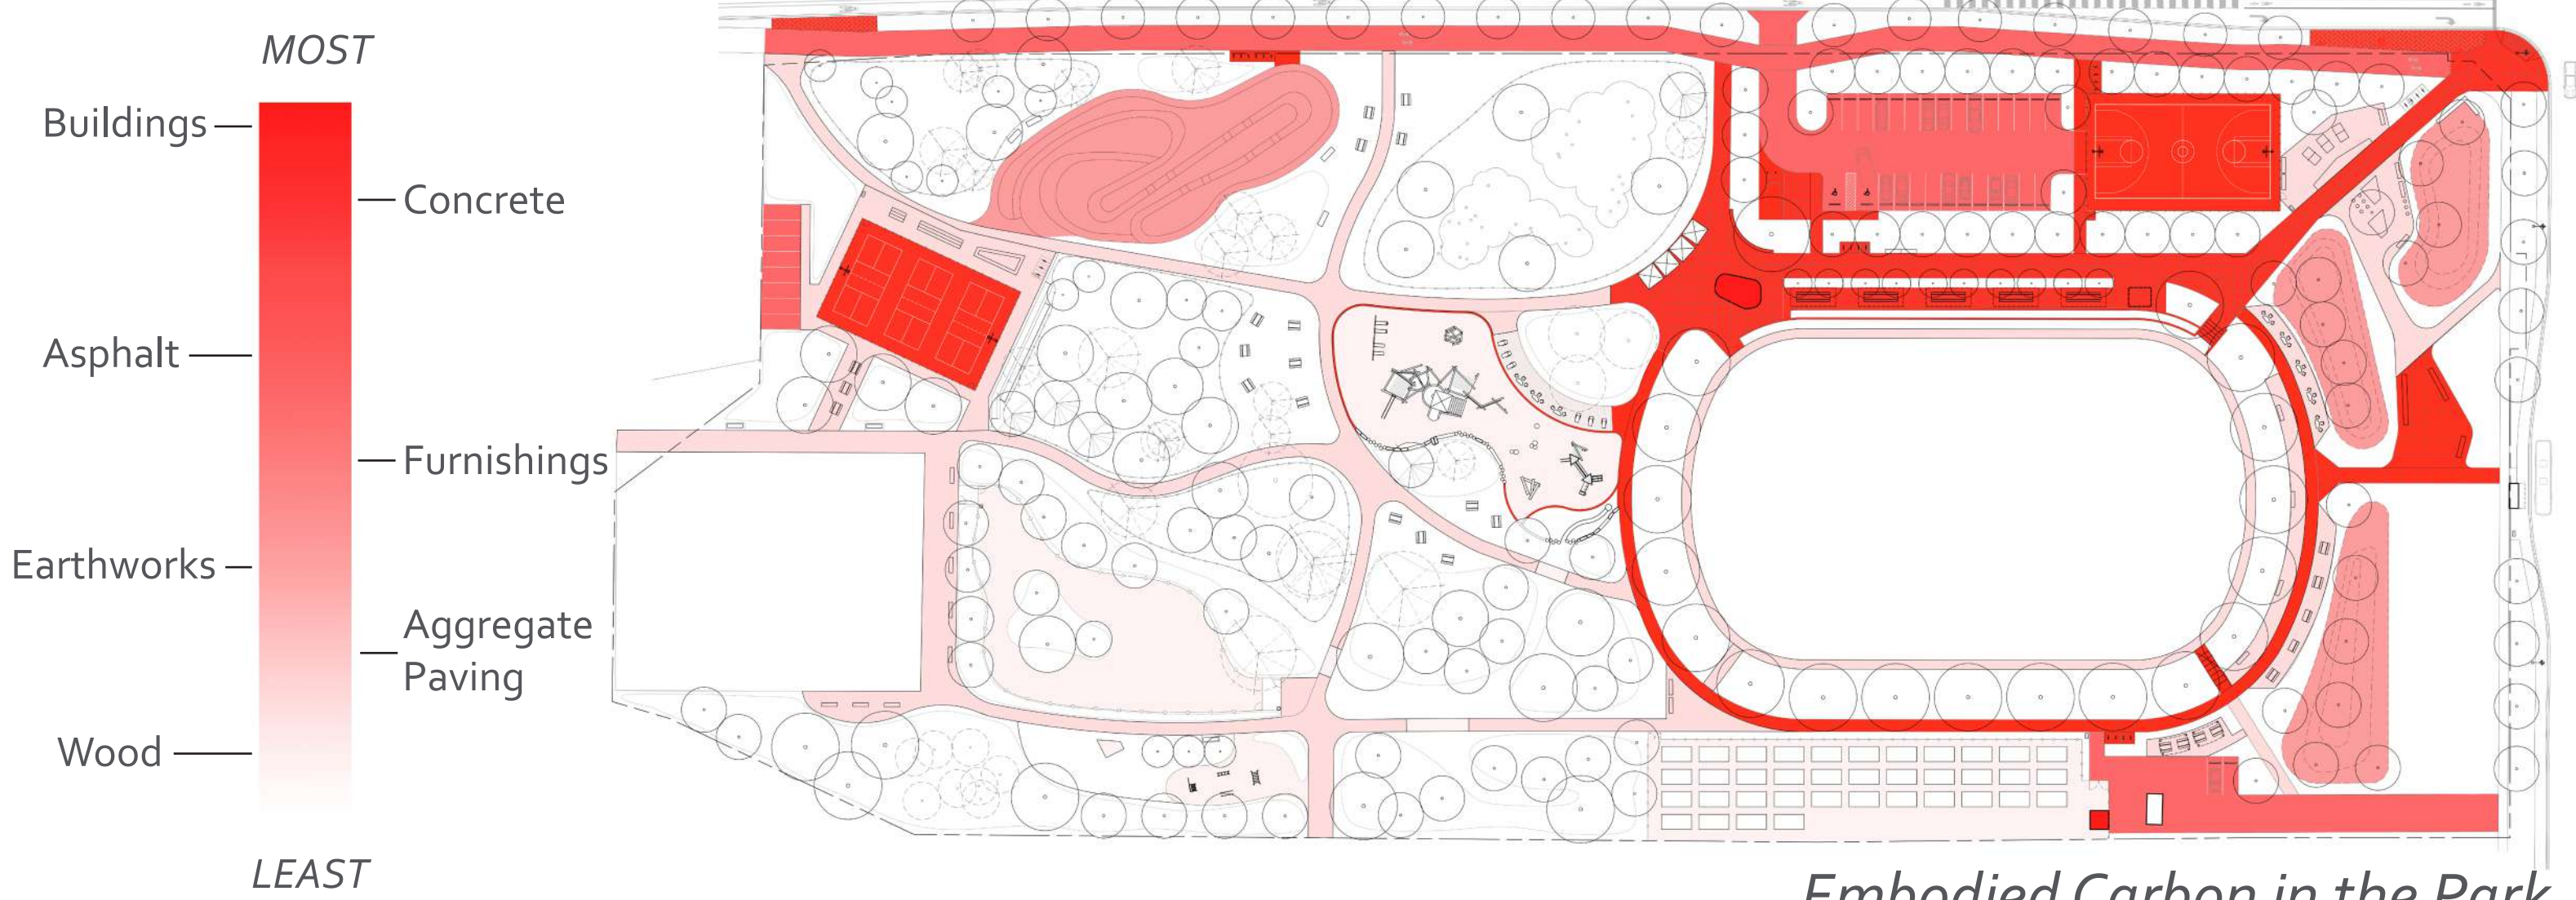 MOST
Buildings
Concrete
Asphalt
Furnishings
Earthworks
Aggregate
Paving
Wood
LEAST
Embodied Carbon in the Park